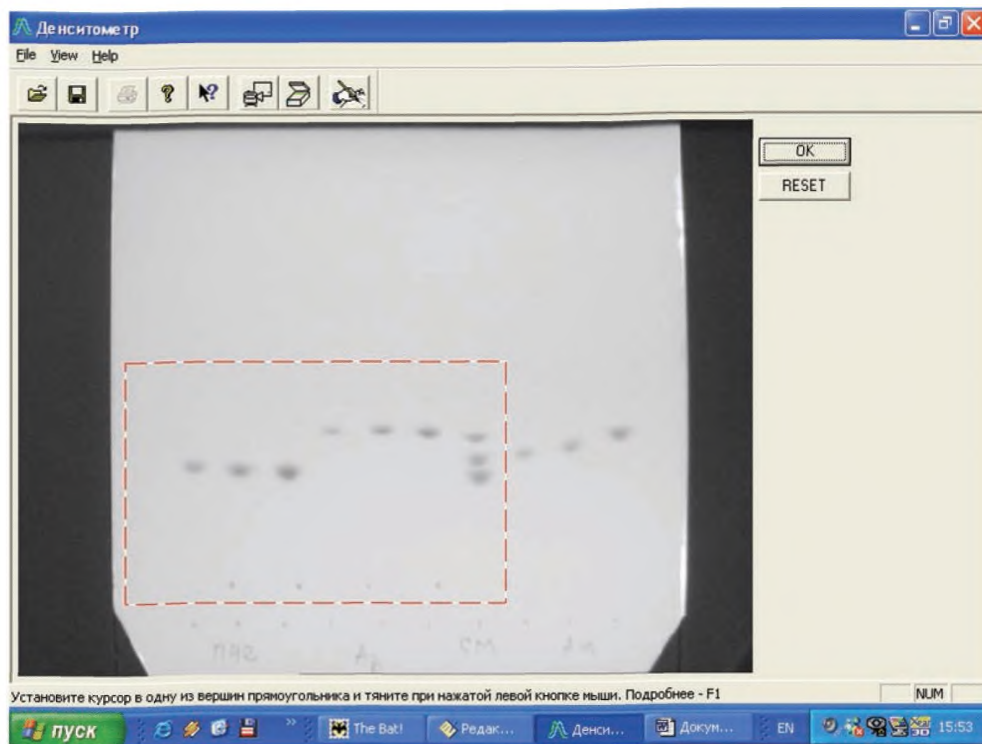 Денситометр
File View Help
OK
RESET
Установите курсор в одну из вершин прямоугольника и тяните при нажатой левой кнопке мыши. Подробнее - F1
NUM
пуск
The Bat!
Редак...
Денси...
Докум...
EN
15:53